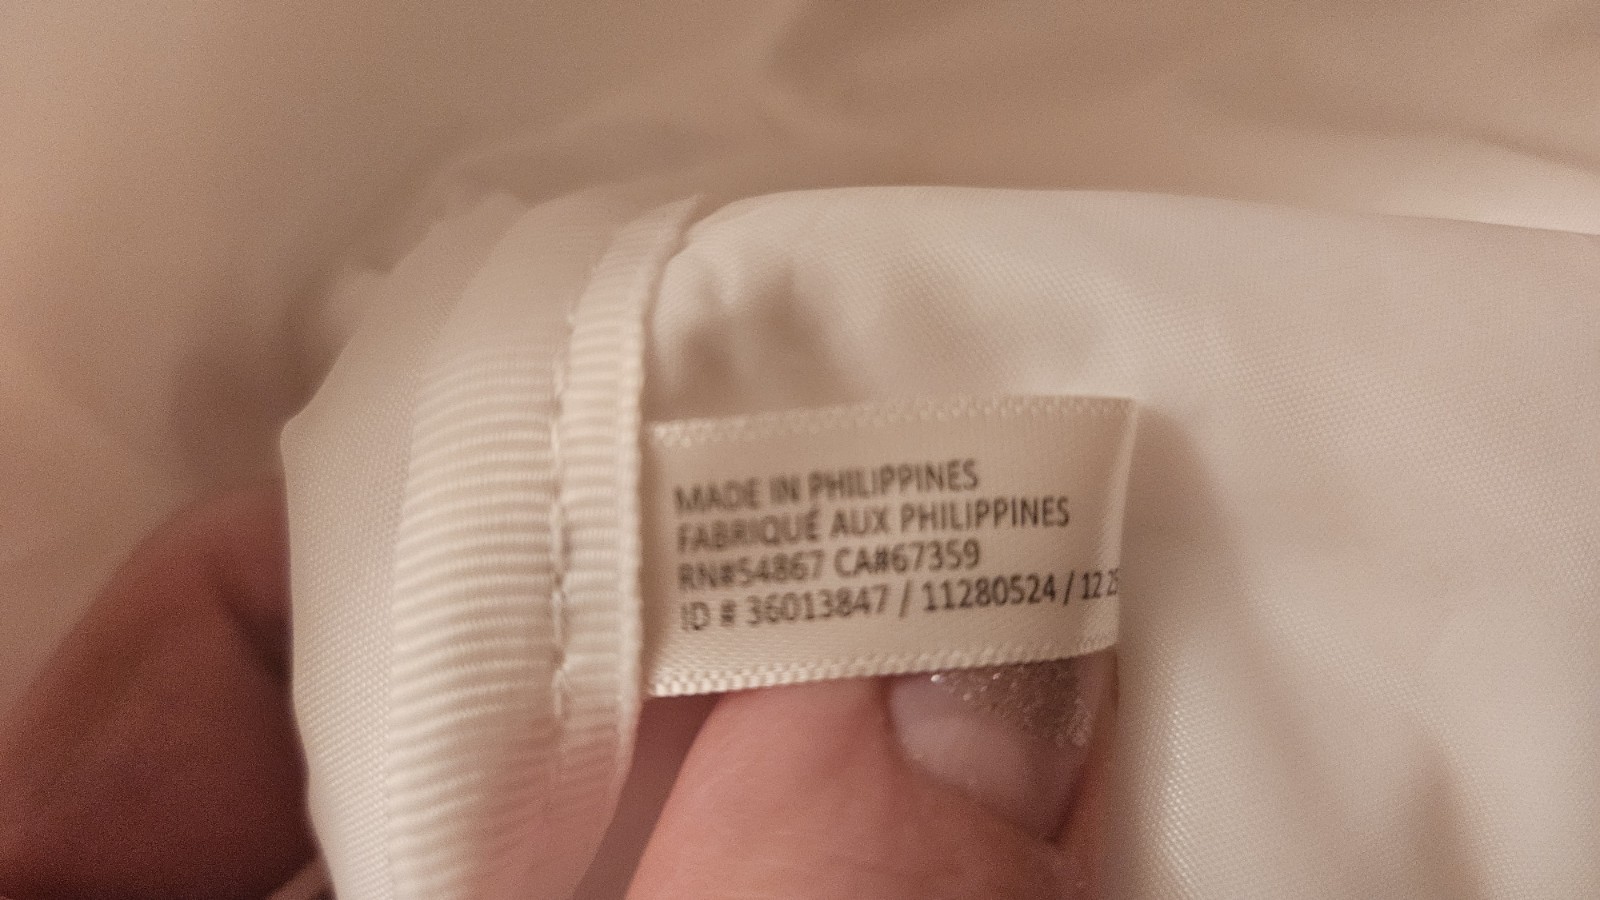 MADE IN PHILIPPINES
FABRIQUÉ AUX PHILIPPINES
RN#54867 CA#67359
ID # 36013847 / 11280524 / 12